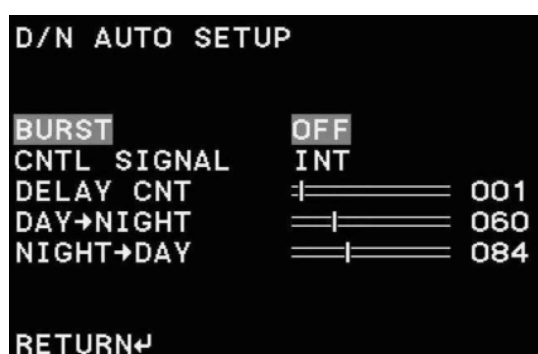 D/N AUTO SETUP
BURST OFF
CNTL SIGNAL INT
DELAY CNT 001
DAY→NIGHT 060
NIGHT→DAY 084
RETURN↵